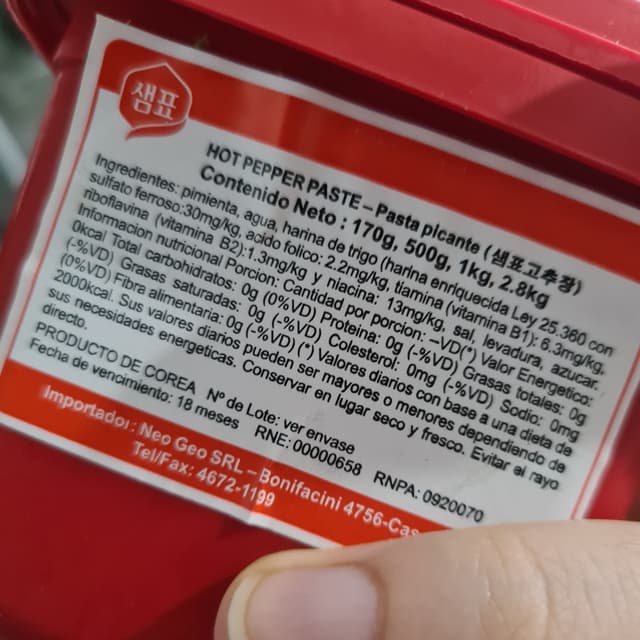 샘표
HOT PEPPER PASTE – Pasta picante (샘표고추장)
Contenido Neto : 170g, 500g, 1kg, 2.8kg
Ingredientes: pimienta, agua, harina de trigo (harina enriquecida Ley 25.360 con
sulfato ferroso:30mg/kg, acido folico: 2.2mg/kg, tiamina (vitamina B1): 6.3mg/kg,
riboflavina (vitamina B2):1.3mg/kg y niacina: 13mg/kg, sal, levadura, azucar.
Informacion nutricional Porcion: Cantidad por porcion: –VD(*) Valor Energetico:
0kcal Total carbohidratos: 0g (0%VD) Proteina: 0g (-%VD) Grasas totales: 0g
(-%VD) Grasas saturadas: 0g (-%VD) Colesterol: 0mg (-%VD) Sodio: 0mg
(0%VD) Fibra alimentaria: 0g (-%VD)(*) Valores diarios con base a una dieta de
2000kcal. Sus valores diarios pueden ser mayores o menores dependiendo de
sus necesidades energeticas. Conservar en lugar seco y fresco. Evitar el rayo
directo.
PRODUCTO DE COREA Nº de Lote: ver envase
Fecha de vencimiento: 18 meses RNE:00000658 RNPA: 0920070
Importador: Neo Geo SRL – Bonifacini 4756-Cas
Tel/Fax: 4672-1199